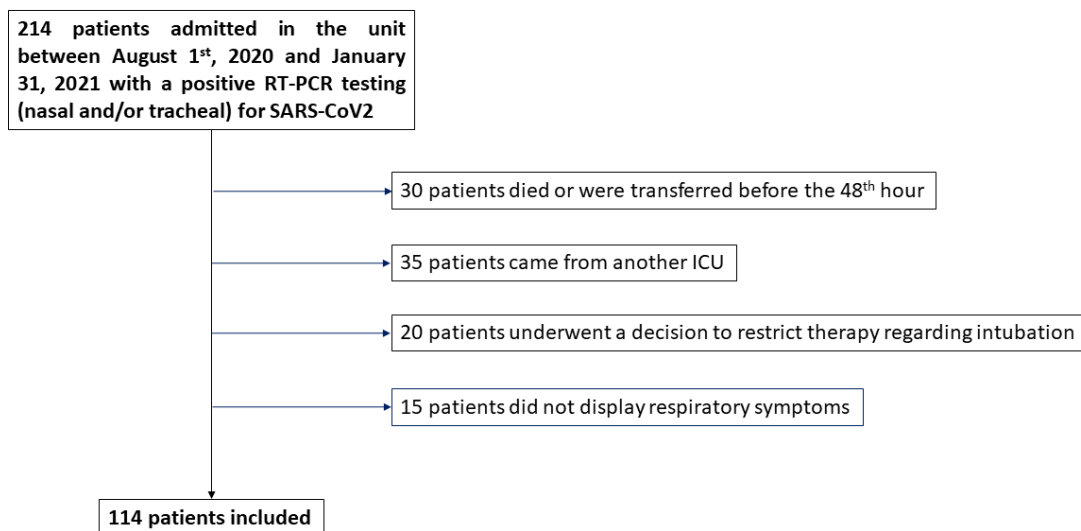 214 patients admitted in the unit
between August 1st, 2020 and January
31, 2021 with a positive RT-PCR testing
(nasal and/or tracheal) for SARS-CoV2
30 patients died or were transferred before the 48th hour
35 patients came from another ICU
20 patients underwent a decision to restrict therapy regarding intubation
15 patients did not display respiratory symptoms
114 patients included